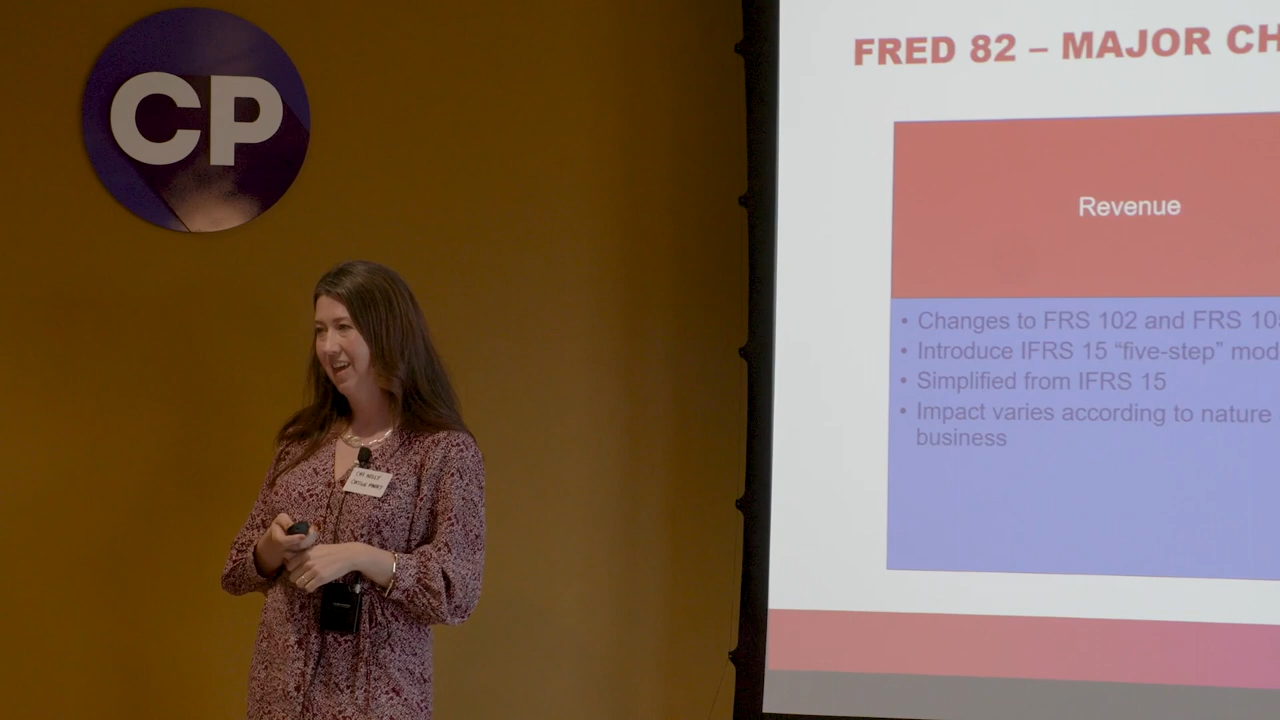 CP
FRED 82 – MAJOR CH
Revenue
• Changes to FRS 102 and FRS 10
• Introduce IFRS 15 “five-step” mod
• Simplified from IFRS 15
• Impact varies according to nature
business